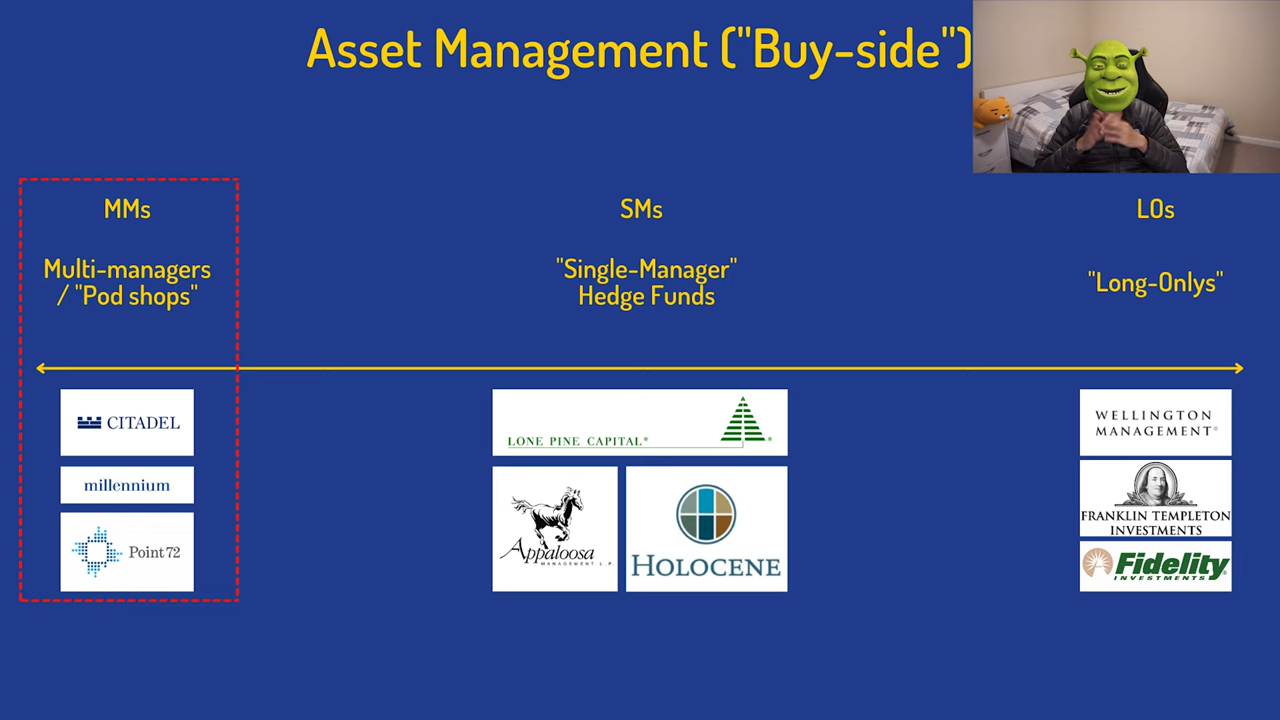 Asset Management ("Buy-side")
MMs
Multi-managers
/ "Pod shops"
SMs
"Single-Manager"
Hedge Funds
LOs
"Long-Onlys"
CITADEL
millennium
Point72
LONE PINE CAPITAL®
Appaloosa
MANAGEMENT L.P.
HOLOCENE
WELLINGTON
MANAGEMENT®
FRANKLIN TEMPLETON
INVESTMENTS
Fidelity
INVESTMENTS